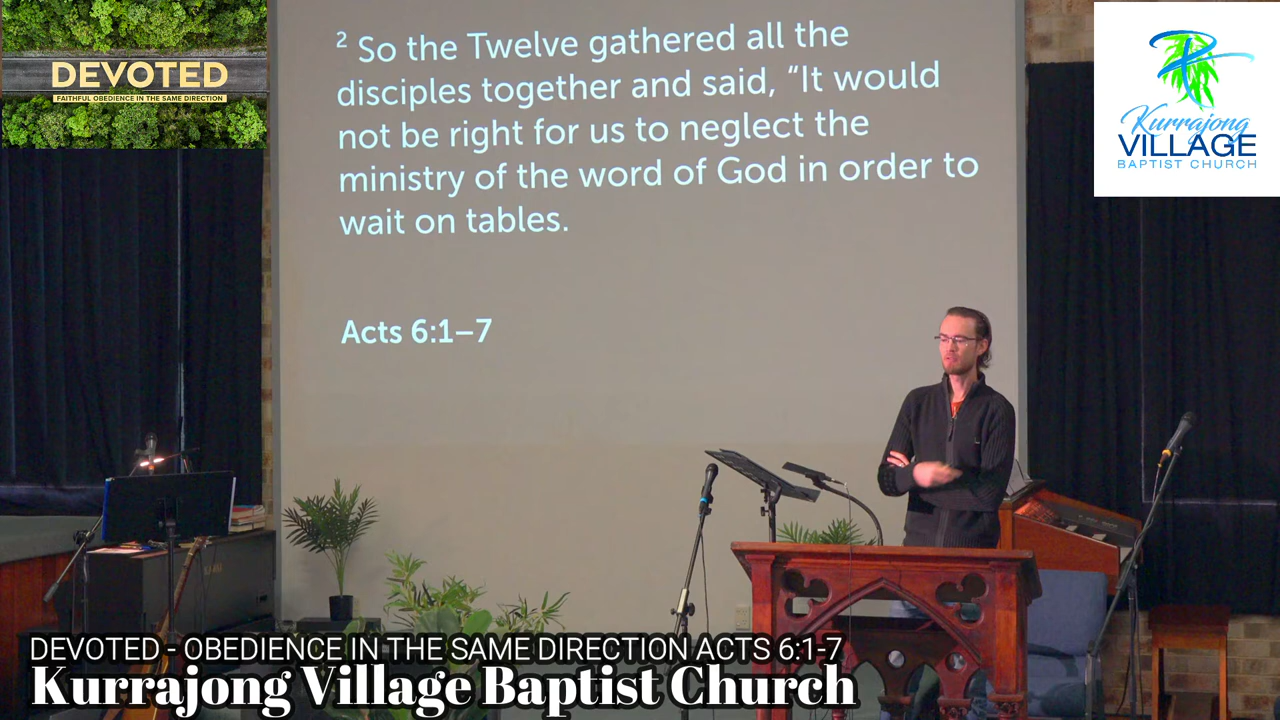 DEVOTED
FAITHFUL OBEDIENCE IN THE SAME DIRECTION
Kurrajong
VILLAGE
BAPTIST CHURCH
2 So the Twelve gathered all the
disciples together and said, “It would
not be right for us to neglect the
ministry of the word of God in order to
wait on tables.
Acts 6:1–7
DEVOTED - OBEDIENCE IN THE SAME DIRECTION ACTS 6:1-7
Kurrajong Village Baptist Church